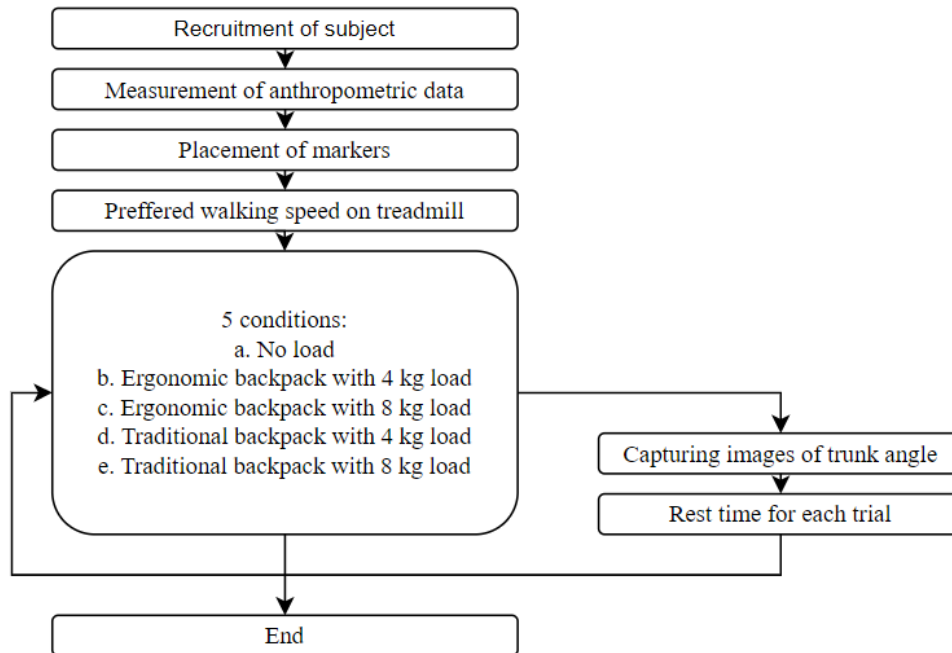 Recruitment of subject
Measurement of anthropometric data
Placement of markers
Preffered walking speed on treadmill
5 conditions:
a. No load
b. Ergonomic backpack with 4 kg load
c. Ergonomic backpack with 8 kg load
d. Traditional backpack with 4 kg load
e. Traditional backpack with 8 kg load
Capturing images of trunk angle
Rest time for each trial
End